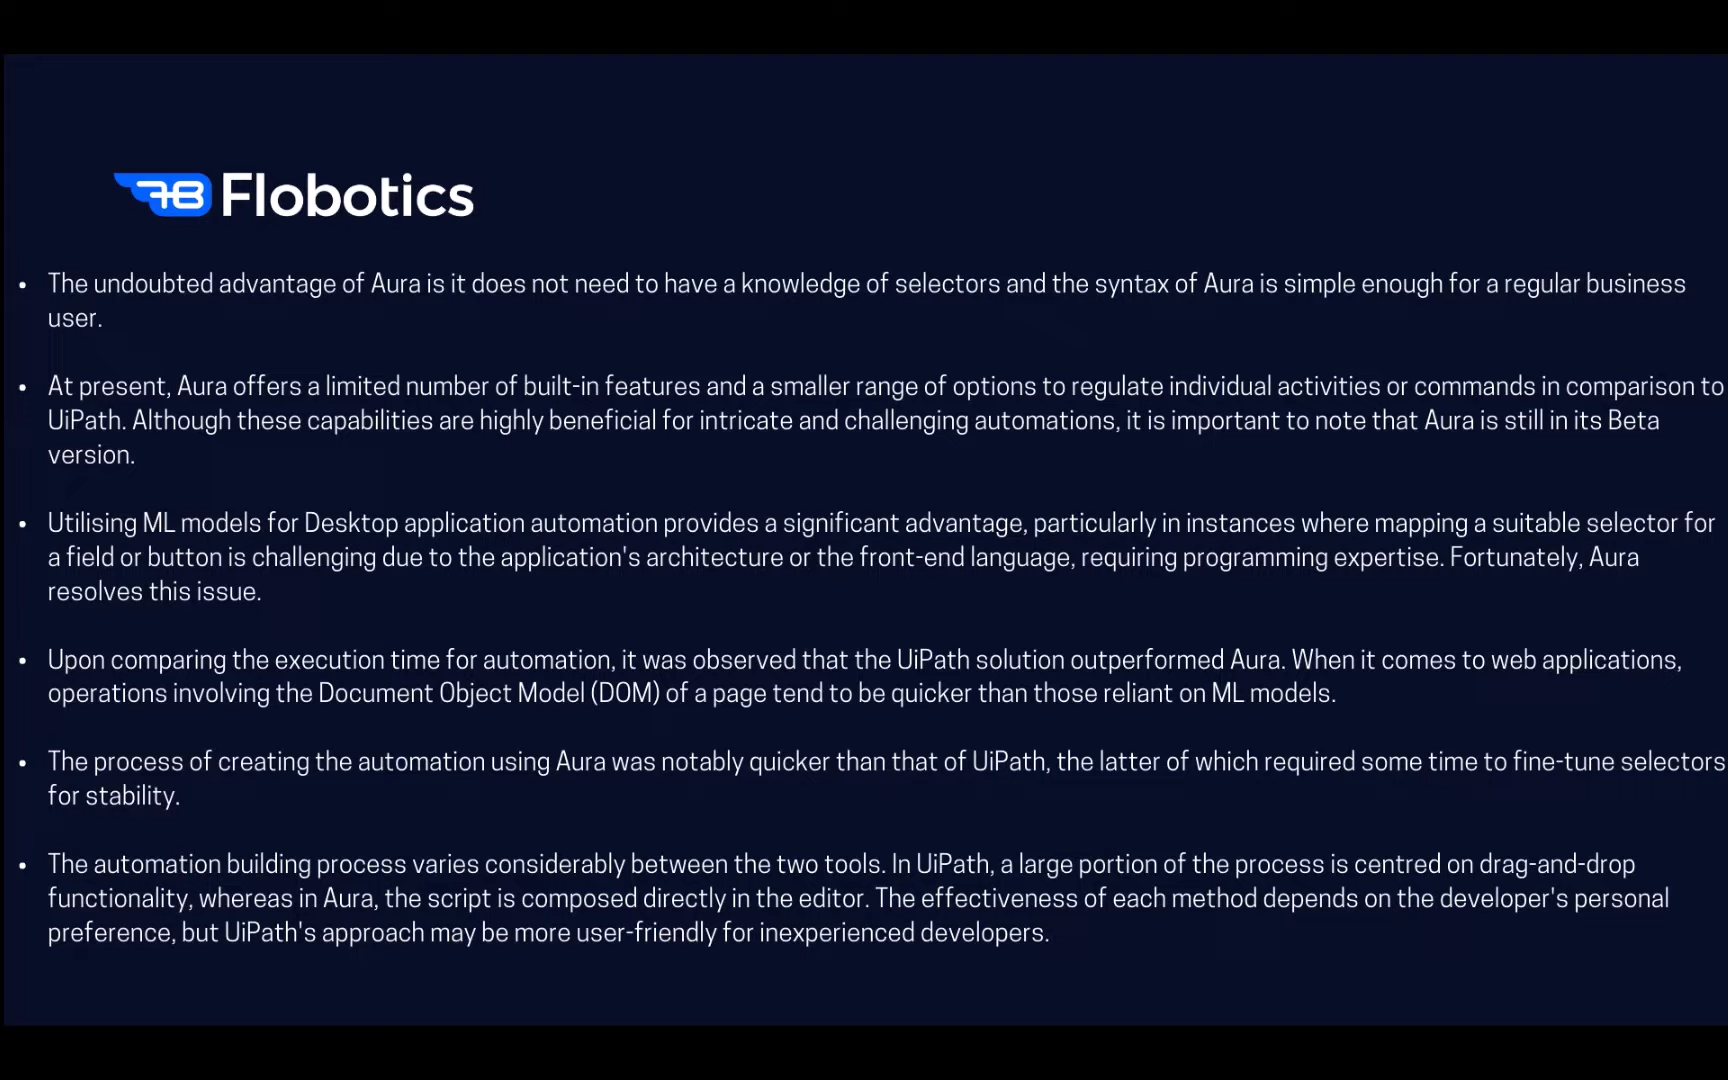 FB Flobotics
• The undoubted advantage of Aura is it does not need to have a knowledge of selectors and the syntax of Aura is simple enough for a regular business
user.
• At present, Aura offers a limited number of built-in features and a smaller range of options to regulate individual activities or commands in comparison to
UiPath. Although these capabilities are highly beneficial for intricate and challenging automations, it is important to note that Aura is still in its Beta
version.
• Utilising ML models for Desktop application automation provides a significant advantage, particularly in instances where mapping a suitable selector for
a field or button is challenging due to the application's architecture or the front-end language, requiring programming expertise. Fortunately, Aura
resolves this issue.
• Upon comparing the execution time for automation, it was observed that the UiPath solution outperformed Aura. When it comes to web applications,
operations involving the Document Object Model (DOM) of a page tend to be quicker than those reliant on ML models.
• The process of creating the automation using Aura was notably quicker than that of UiPath, the latter of which required some time to fine-tune selectors
for stability.
• The automation building process varies considerably between the two tools. In UiPath, a large portion of the process is centred on drag-and-drop
functionality, whereas in Aura, the script is composed directly in the editor. The effectiveness of each method depends on the developer's personal
preference, but UiPath's approach may be more user-friendly for inexperienced developers.